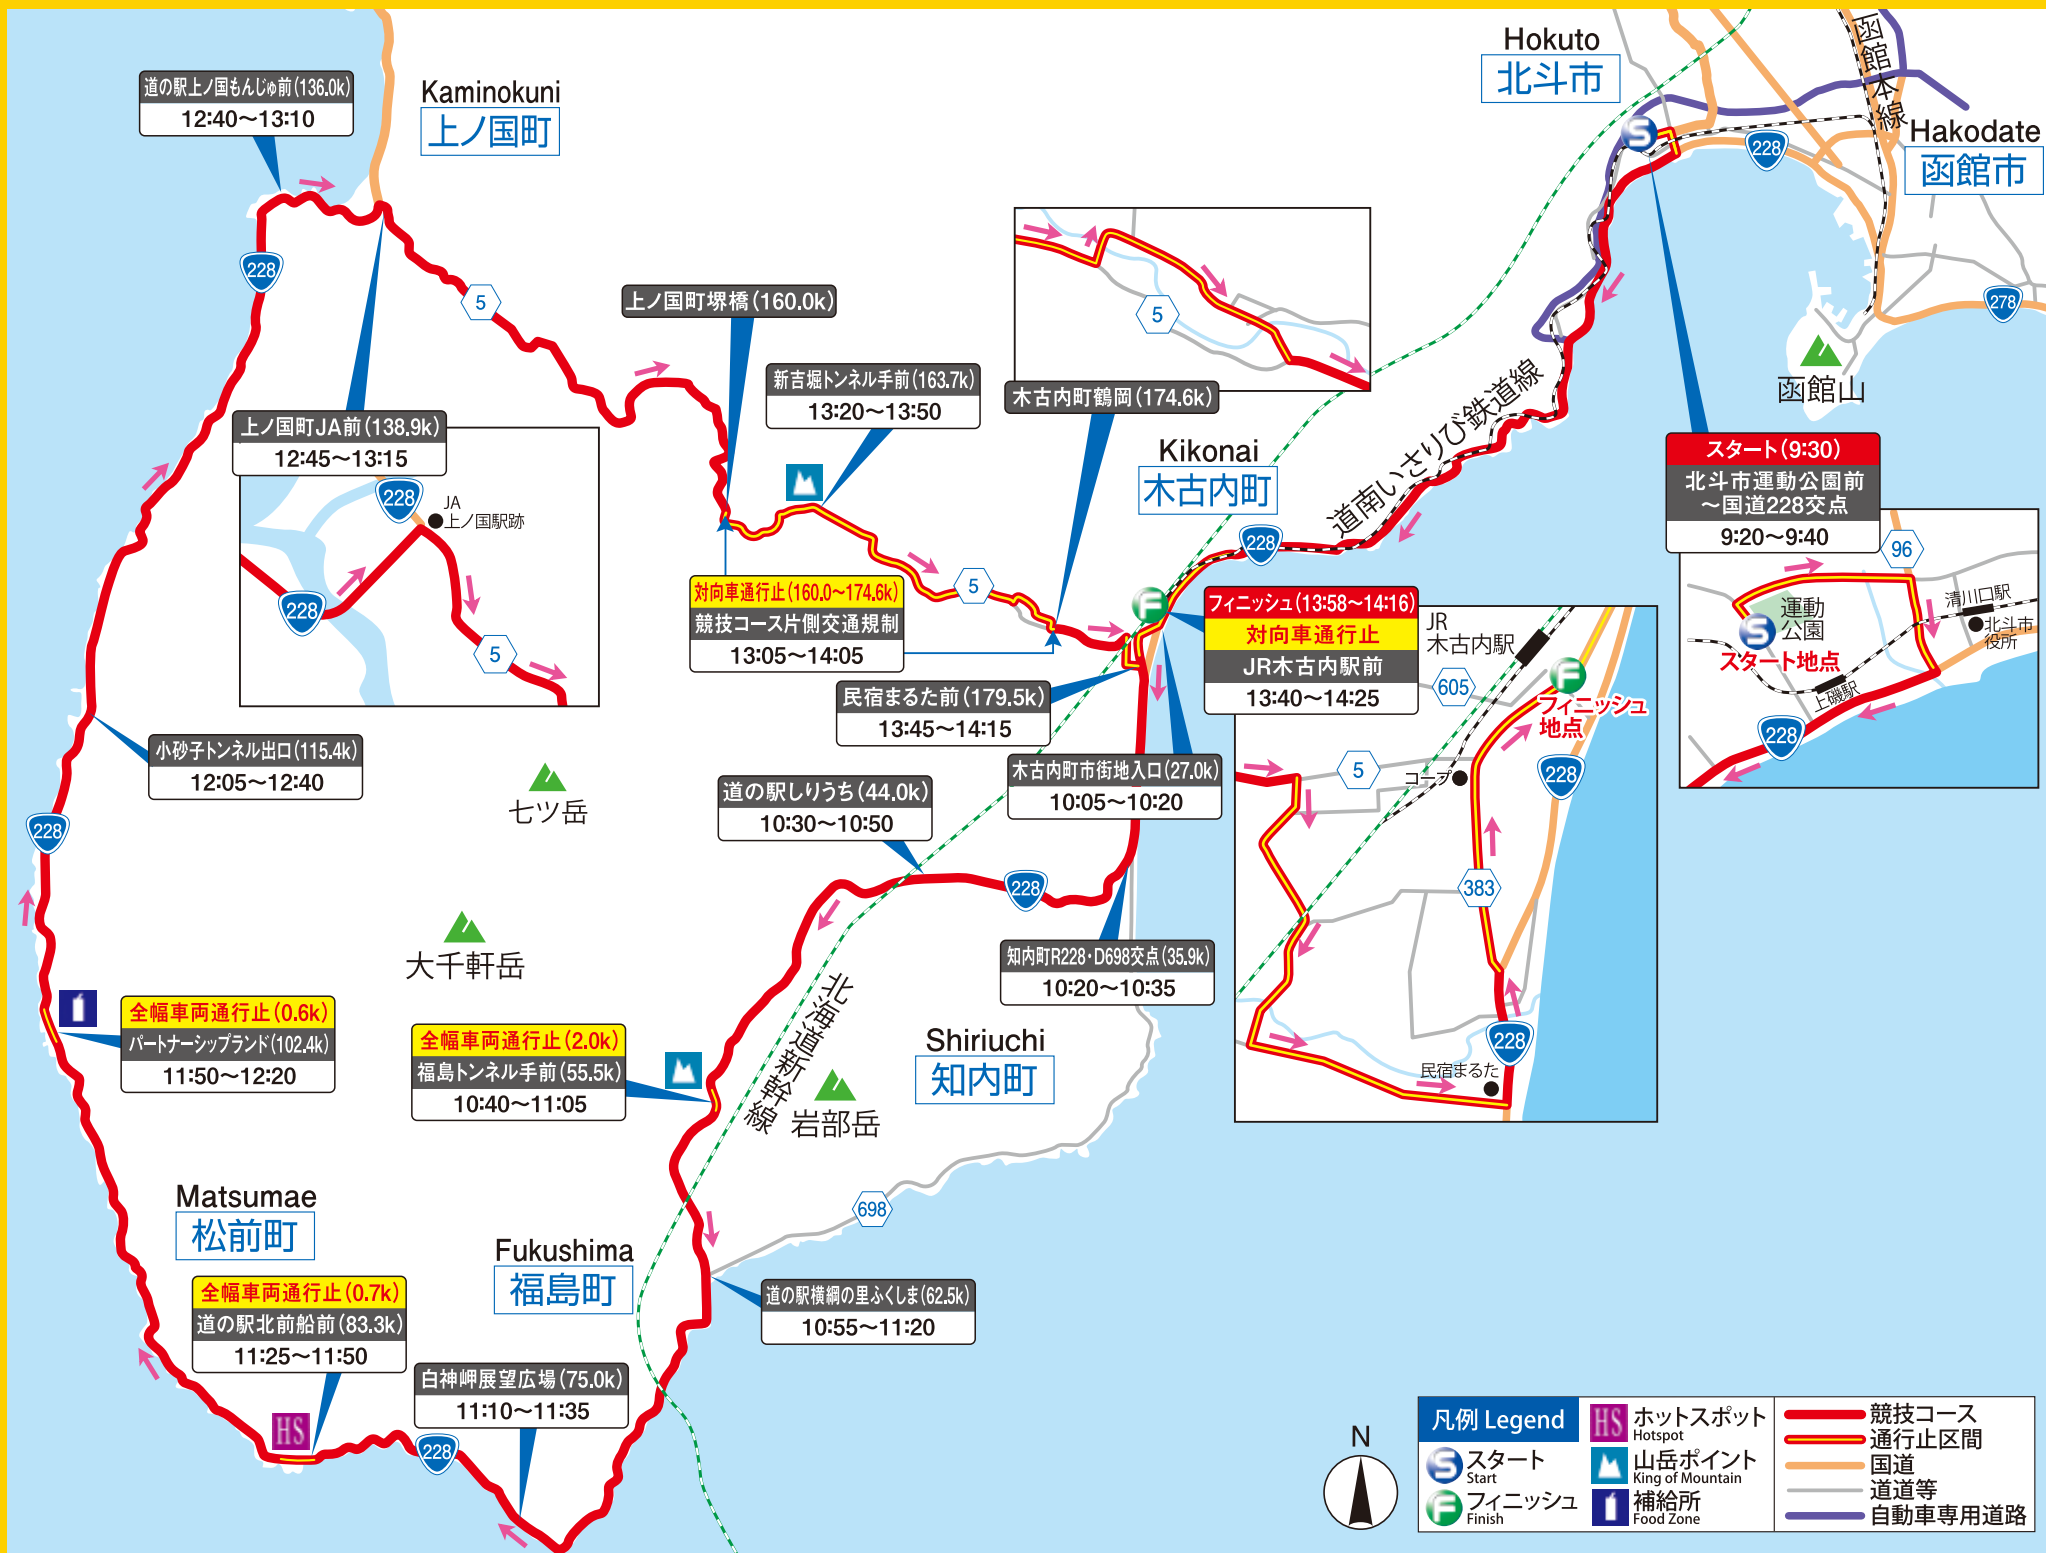 Kaminokuni
上ノ国町
Hokuto
北斗市
函館本線
Hakodate
函館市
道の駅上ノ国もんじゅ前(136.0k)
12:40～13:10
228
228
5
278
函館山
上ノ国町堺橋(160.0k)
新吉堀トンネル手前(163.7k)
13:20～13:50
木古内町鶴岡(174.6k)
5
上ノ国町JA前(138.9k)
12:45～13:15
228
JA
上ノ国駅跡
228
5
Kikonai
木古内町
道南いさりび鉄道線
228
スタート(9:30)
北斗市運動公園前
～国道228交点
9:20～9:40
96
運動
公園
スタート地点
清川口駅
北斗市
役所
上磯駅
228
対向車通行止(160.0～174.6k)
競技コース片側交通規制
13:05～14:05
5
フィニッシュ(13:58～14:16)
対向車通行止
JR木古内駅前
13:40～14:25
JR
木古内駅
605
フィニッシュ
地点
5
コープ
228
383
228
民宿まるた
民宿まるた前(179.5k)
13:45～14:15
木古内町市街地入口(27.0k)
10:05～10:20
道の駅しりうち(44.0k)
10:30～10:50
228
知内町R228・D698交点(35.9k)
10:20～10:35
小砂子トンネル出口(115.4k)
12:05～12:40
七ツ岳
228
大千軒岳
全幅車両通行止(0.6k)
パートナーシップランド(102.4k)
11:50～12:20
全幅車両通行止(2.0k)
福島トンネル手前(55.5k)
10:40～11:05
北海道新幹線
岩部岳
Shiriuchi
知内町
698
Matsumae
松前町
Fukushima
福島町
道の駅横綱の里ふくしま(62.5k)
10:55～11:20
全幅車両通行止(0.7k)
道の駅北前船前(83.3k)
11:25～11:50
HS
白神岬展望広場(75.0k)
11:10～11:35
228
N
凡例 Legend
S スタート
Start
F フィニッシュ
Finish
HS ホットスポット
Hotspot
山岳ポイント
King of Mountain
補給所
Food Zone
競技コース
通行止区間
国道
道道等
自動車専用道路
S
F
F
S